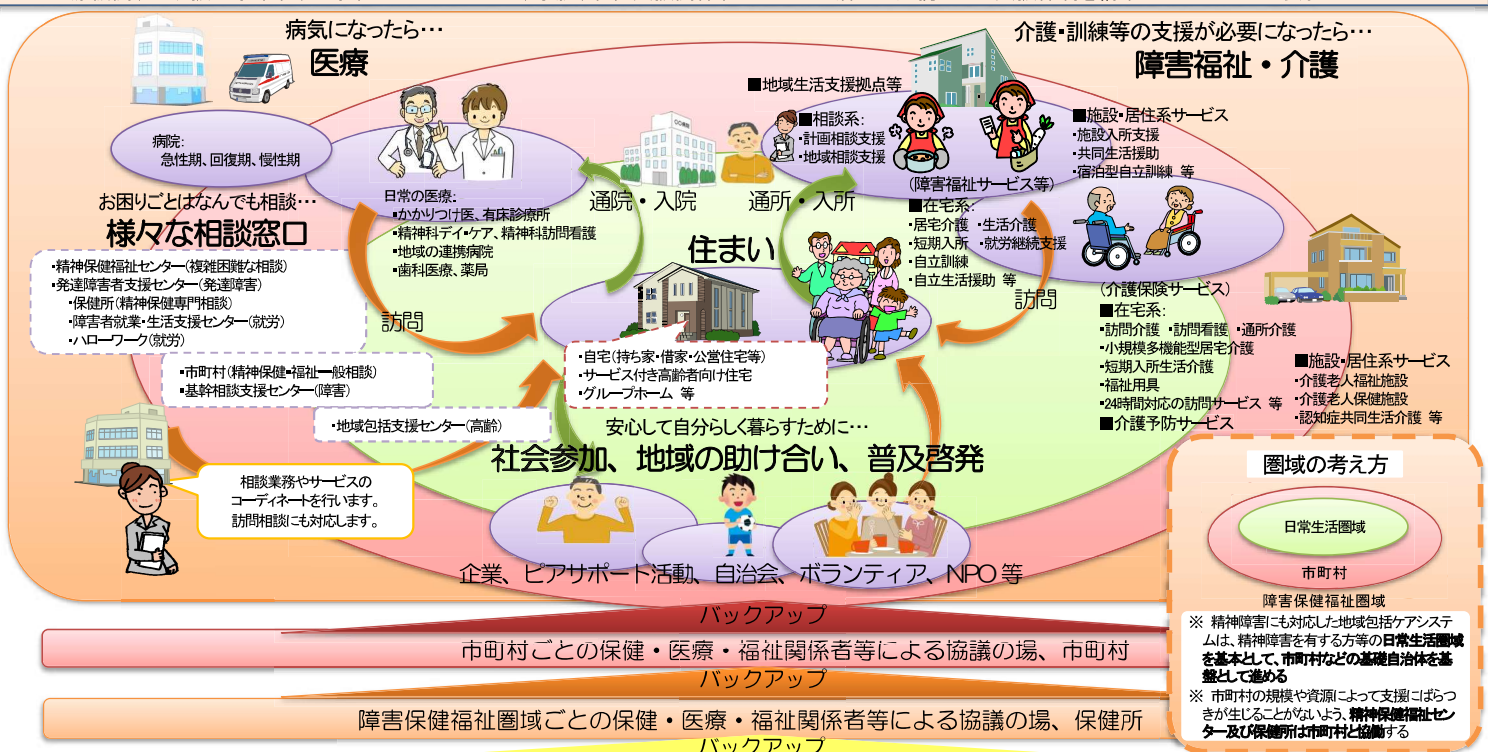 病気になったら…
医療
病院:
急性期、回復期、慢性期
日常の医療:
・かかりつけ医、有床診療所
・精神科デイ・ケア、精神科訪問看護
・地域の連携病院
・歯科医療、薬局
お困りごとはなんでも相談…
様々な相談窓口
・精神保健福祉センター(複雑困難な相談)
・発達障害者支援センター(発達障害)
・保健所(精神保健専門相談)
・障害者就業・生活支援センター(就労)
・ハローワーク(就労)
・市町村(精神保健・福祉一般相談)
・基幹相談支援センター(障害)
・地域包括支援センター(高齢)
相談業務やサービスの
コーディネートを行います。
訪問相談にも対応します。
訪問
通院・入院
通所・入所
住まい
・自宅(持ち家・借家・公営住宅等)
・サービス付き高齢者向け住宅
・グループホーム 等
介護・訓練等の支援が必要になったら…
障害福祉・介護
■地域生活支援拠点等
■相談系:
・計画相談支援
・地域相談支援
■施設・居住系サービス
・施設入所支援
・共同生活援助
・宿泊型自立訓練 等
(障害福祉サービス等)
■在宅系:
・居宅介護 ・生活介護
・短期入所 ・就労継続支援
・自立訓練
・自立生活援助 等
訪問
(介護保険サービス)
■在宅系:
・訪問介護 ・訪問看護 ・通所介護
・小規模多機能型居宅介護
・短期入所生活介護
・福祉用具
・24時間対応の訪問サービス 等
■介護予防サービス
■施設・居住系サービス
・介護老人福祉施設
・介護老人保健施設
・認知症共同生活介護 等
安心して自分らしく暮らすために…
社会参加、地域の助け合い、普及啓発
企業、ピアサポート活動、自治会、ボランティア、NPO 等
バックアップ
市町村ごとの保健・医療・福祉関係者等による協議の場、市町村
バックアップ
障害保健福祉圏域ごとの保健・医療・福祉関係者等による協議の場、保健所
バックアップ
圏域の考え方
日常生活圏域
市町村
障害保健福祉圏域
※ 精神障害にも対応した地域包括ケアシステ
ムは、精神障害を有する方等の日常生活圏域
を基本として、市町村などの基礎自治体を基
盤として進める
※ 市町村の規模や資源によって支援にばらつ
きが生じることがないよう、精神保健福祉セン
ター及び保健所は市町村と協働する